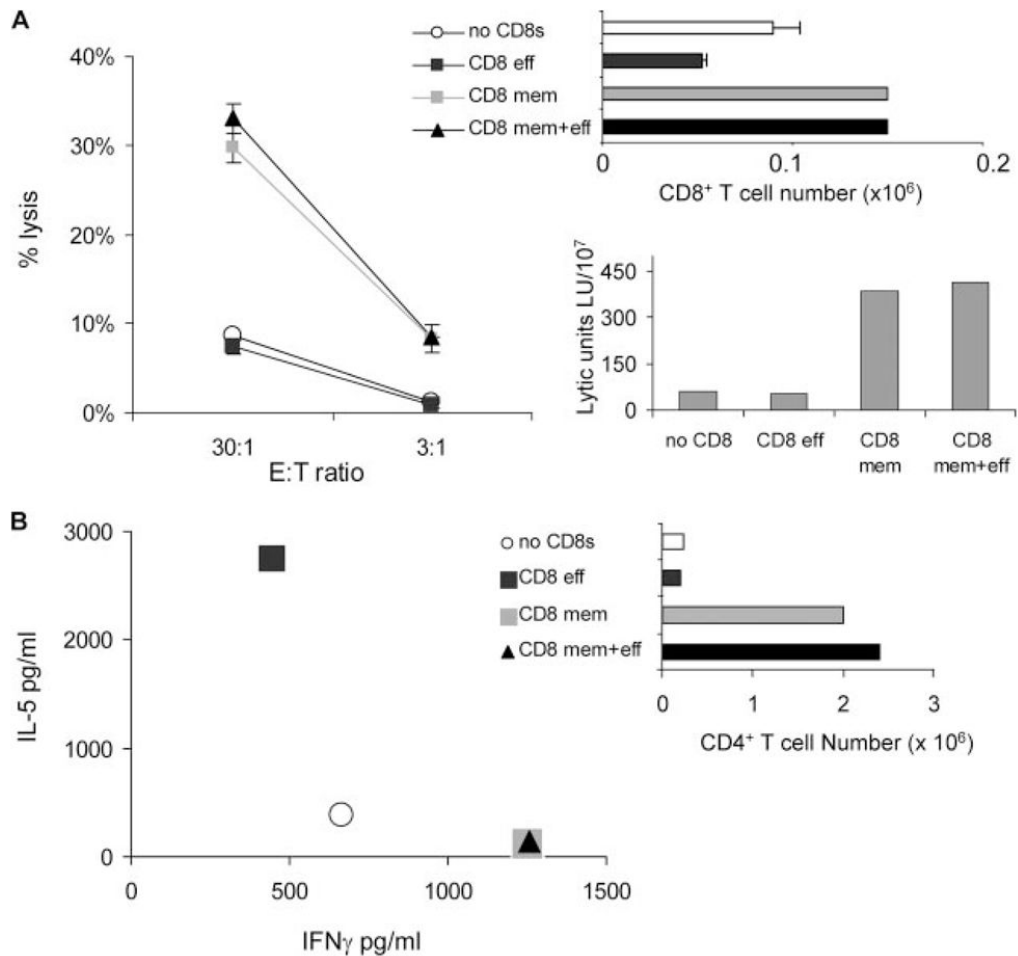 A
no CD8s
CD8 eff
CD8 mem
CD8 mem+eff
40%
30%
20%
10%
0%
% lysis
30:1
3:1
E:T ratio
0
0.1
0.2
CD8⁺ T cell number (x10⁶)
Lytic units LU/10⁷
450
300
150
0
no CD8
CD8 eff
CD8
mem
CD8
mem+eff
B
3000
2000
1000
0
IL-5 pg/ml
0
500
1000
1500
IFNγ pg/ml
no CD8s
CD8 eff
CD8 mem
CD8 mem+eff
0
1
2
3
CD4⁺ T cell Number (x 10⁶)